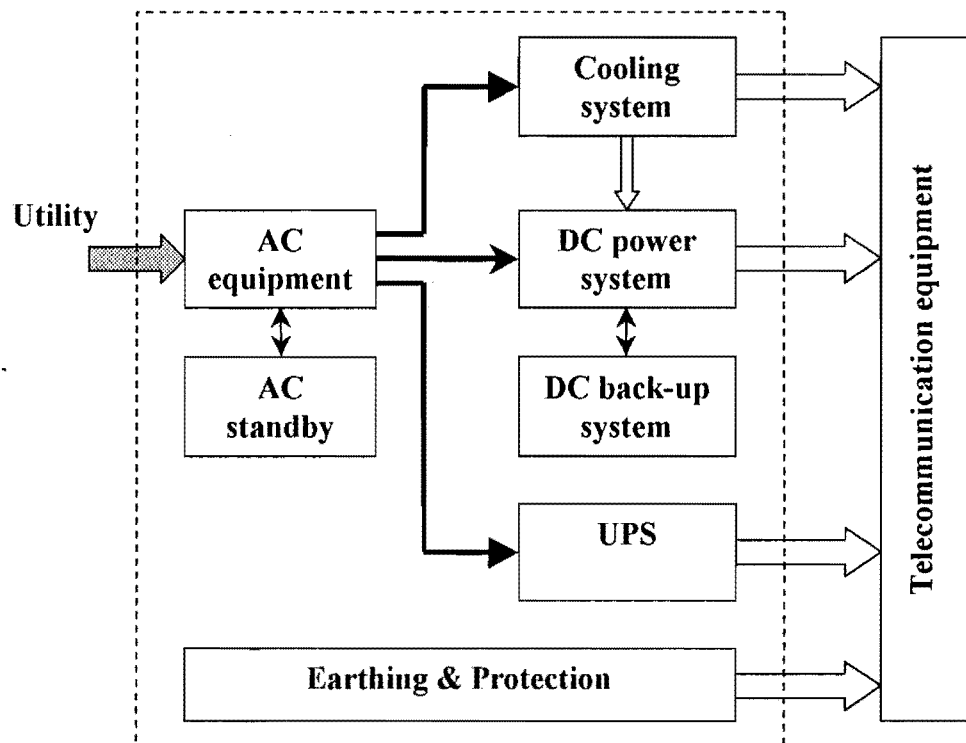 Cooling
system
Utility
AC
equipment
DC power
system
AC
standby
DC back-up
system
UPS
Earthing & Protection
Telecommunication equipment